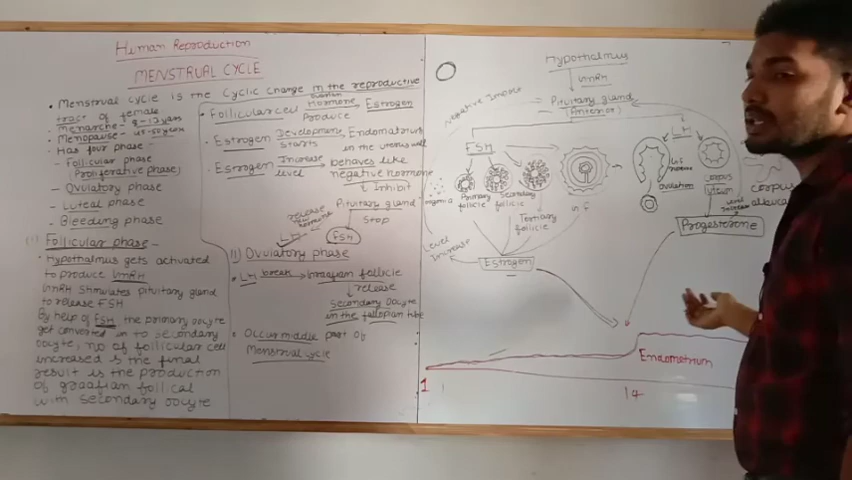 Human Reproduction
MENSTRUAL CYCLE
• Menstrual cycle is the cyclic change in the reproductive
tract of female
- menarche - 8-12 years
- Menopause - 45-50 years
- Has four phase -
- Follicular phase
(Proliferative phase)
- Ovulatory phase
- Luteal phase
- Bleeding phase
(I) Follicular phase -
• Hypothalmus gets activated
to produce GnRH
GnRH stimulates pituitary gland
to release FSH
By help of FSH the primary oocyte
get converted in to secondary
oocyte, no of follicular cell
increased & the final
result is the production
of graafian follical
with secondary oocyte
• Follicular cell Produce ovarian Hormone Estrogen
• Estrogen Development starts Endometrium
in the uterus wall
• Estrogen Increase level behaves like
negative hormone
& Inhibit
Pituitary gland
Stop
FSH
release
hormone
LH
II) Ovulatory phase
• LH break graafian follicle
release
Secondary oocyte
in the fallopian tube
• Occur middle part of
Menstrual cycle
Hypothalmus
GnRH
Pituitary gland
(Anterior)
Negative
FSH
LH
Primary
follicle
Secondary
follicle
Tertiary
follicle
G F
ovulation
corpus
luteum
corpus
Level
Increase
Estrogen
Progesterone
Endometrium
1
14